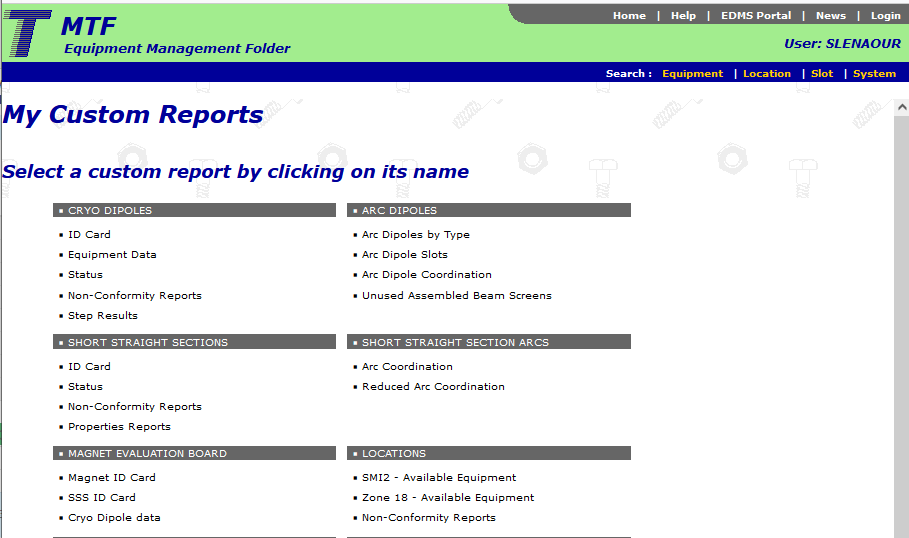 Home | Help | EDMS Portal | News | Login
T MTF
Equipment Management Folder
User: SLENAOUR
Search : Equipment | Location | Slot | System
My Custom Reports
Select a custom report by clicking on its name
CRYO DIPOLES
ID Card
Equipment Data
Status
Non-Conformity Reports
Step Results
ARC DIPOLES
Arc Dipoles by Type
Arc Dipole Slots
Arc Dipole Coordination
Unused Assembled Beam Screens
SHORT STRAIGHT SECTIONS
ID Card
Status
Non-Conformity Reports
Properties Reports
SHORT STRAIGHT SECTION ARCS
Arc Coordination
Reduced Arc Coordination
MAGNET EVALUATION BOARD
Magnet ID Card
SSS ID Card
Cryo Dipole data
LOCATIONS
SMI2 - Available Equipment
Zone 18 - Available Equipment
Non-Conformity Reports